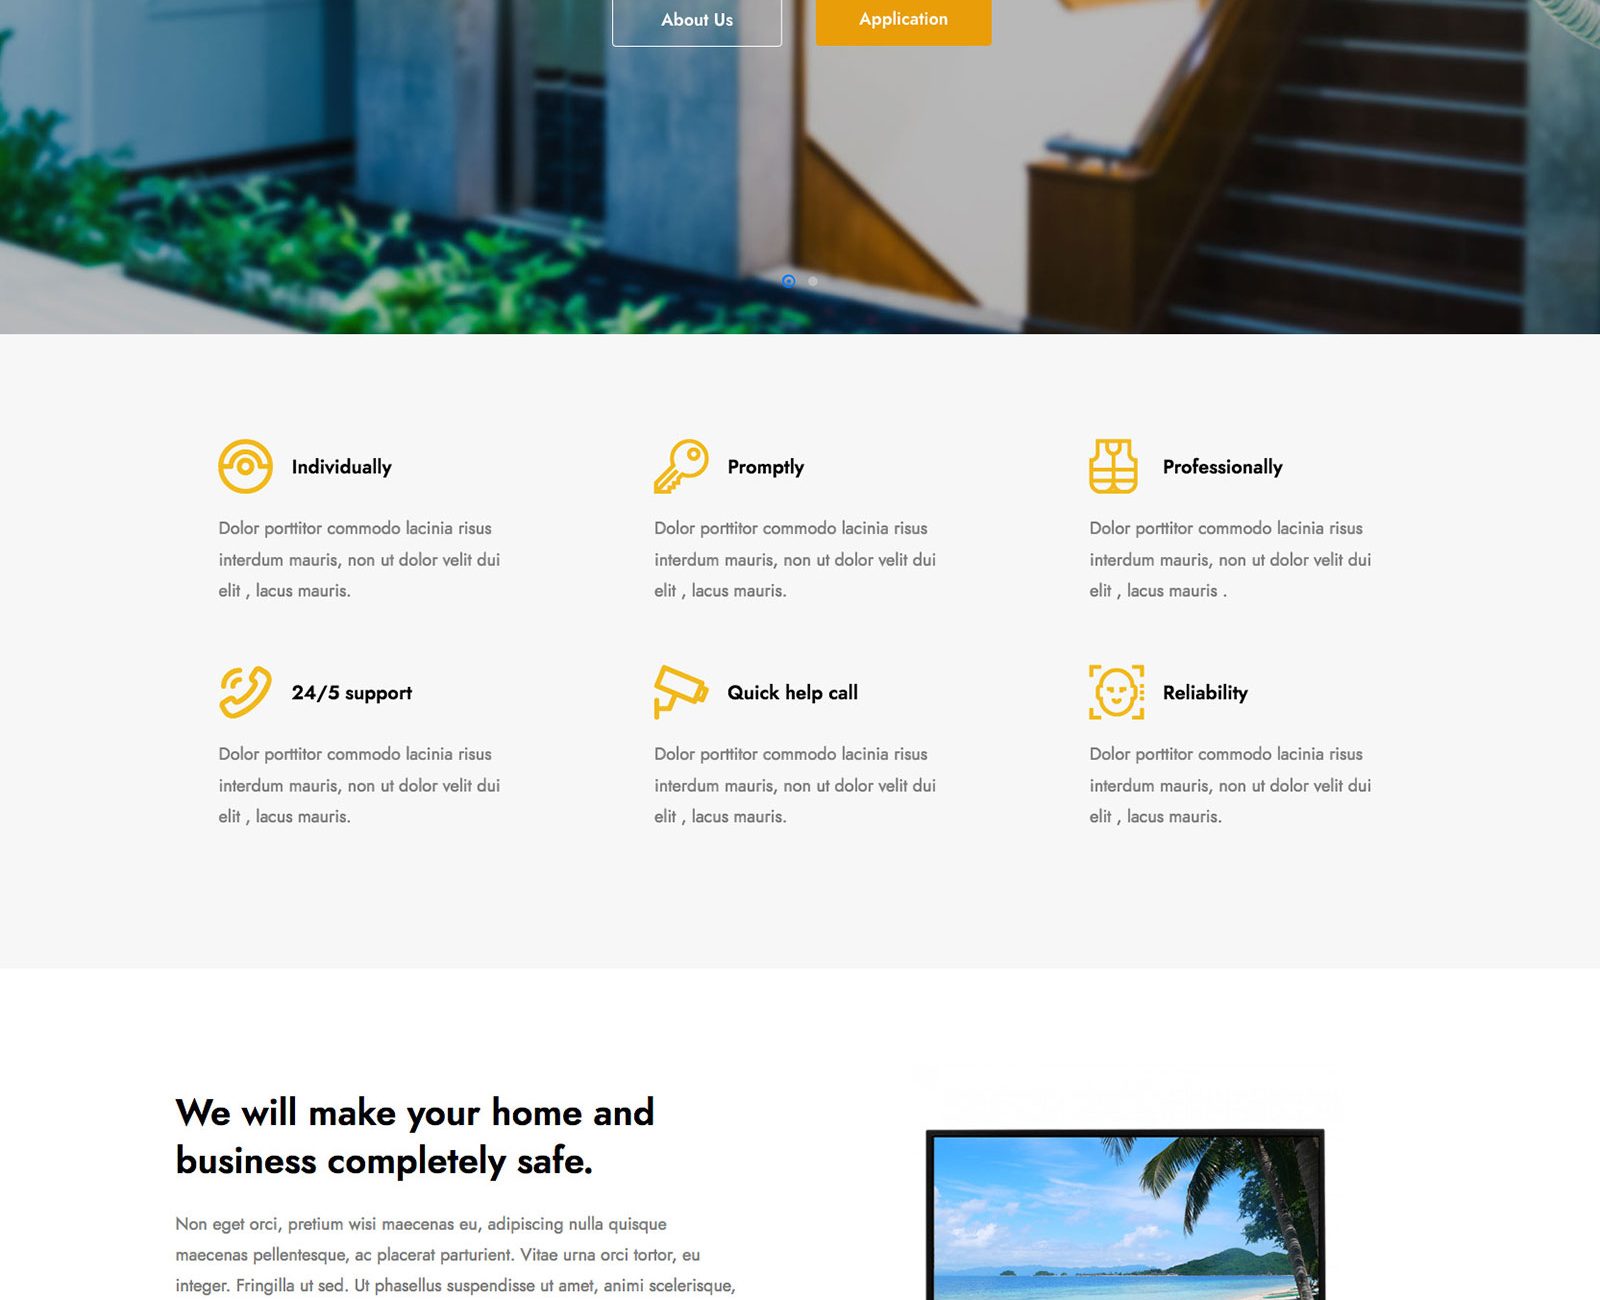 About Us
Application
Individually
Dolor porttitor commodo lacinia risus
interdum mauris, non ut dolor velit dui
elit , lacus mauris.
Promptly
Dolor porttitor commodo lacinia risus
interdum mauris, non ut dolor velit dui
elit , lacus mauris.
Professionally
Dolor porttitor commodo lacinia risus
interdum mauris, non ut dolor velit dui
elit , lacus mauris .
24/5 support
Dolor porttitor commodo lacinia risus
interdum mauris, non ut dolor velit dui
elit , lacus mauris.
Quick help call
Dolor porttitor commodo lacinia risus
interdum mauris, non ut dolor velit dui
elit , lacus mauris.
Reliability
Dolor porttitor commodo lacinia risus
interdum mauris, non ut dolor velit dui
elit , lacus mauris.
We will make your home and
business completely safe.
Non eget orci, pretium wisi maecenas eu, adipiscing nulla quisque
maecenas pellentesque, ac placerat parturient. Vitae urna orci tortor, eu
integer. Fringilla ut sed. Ut phasellus suspendisse ut amet, animi scelerisque,